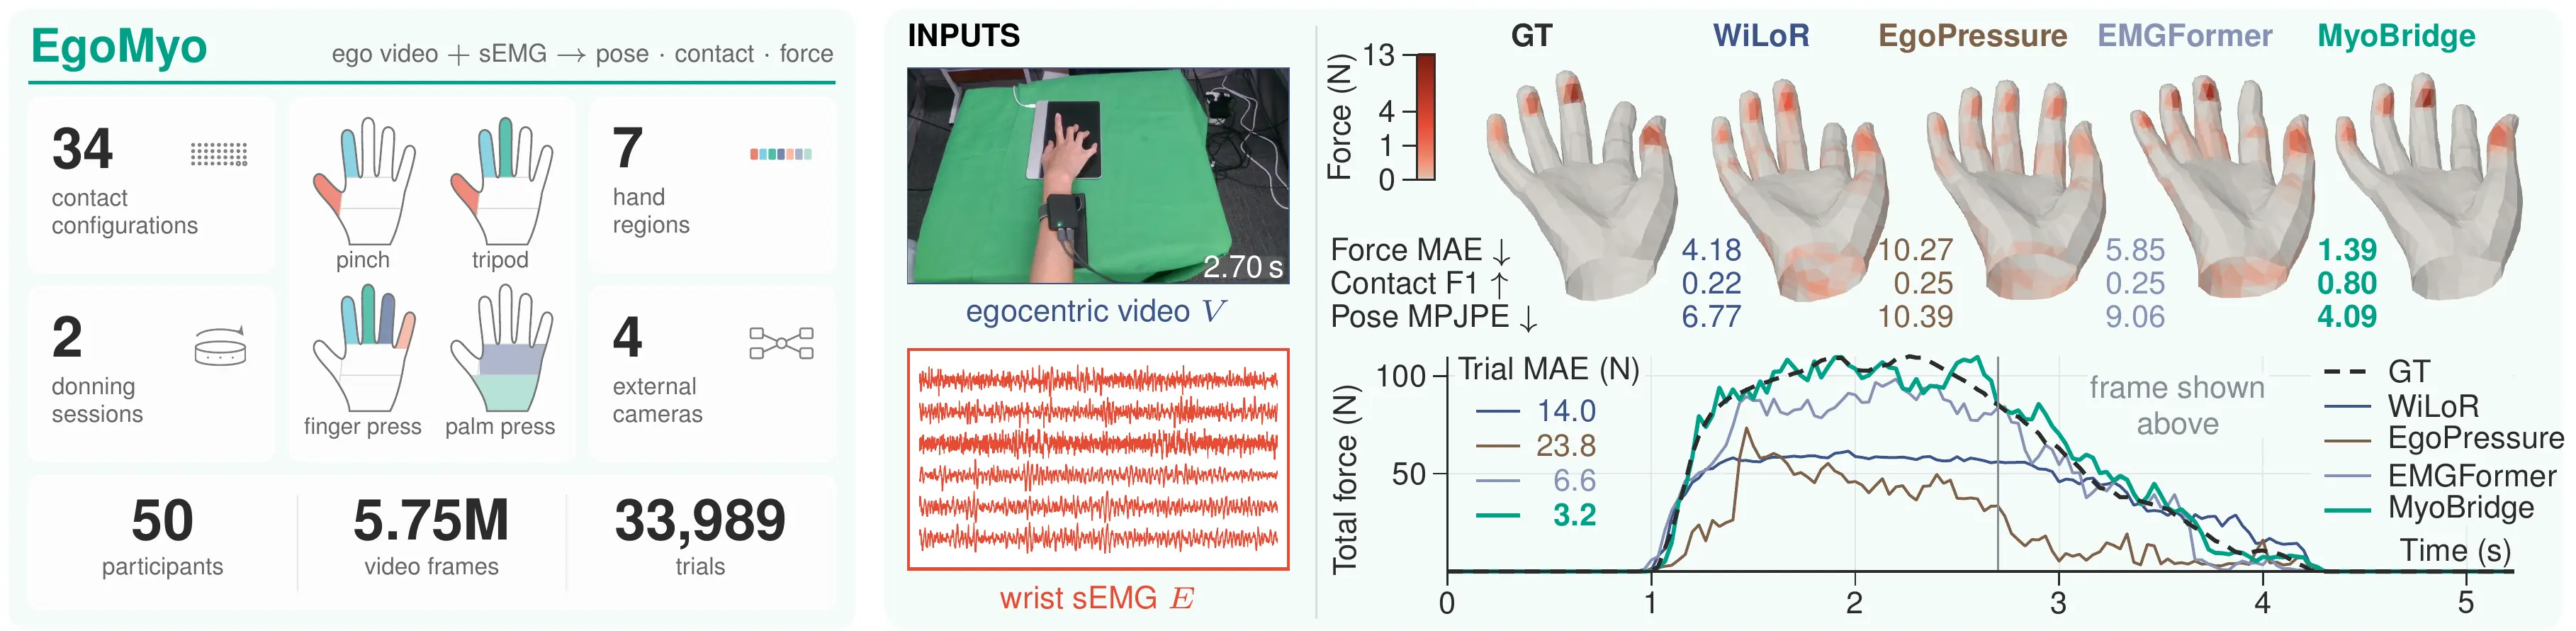 EgoMyo
ego video + sEMG → pose · contact · force
34
contact
configurations
pinch
tripod
7
hand
regions
2
donning
sessions
finger press
palm press
4
external
cameras
50
participants
5.75M
video frames
33,989
trials
INPUTS
2.70 s
egocentric video V
wrist sEMG E
GT
WiLoR
EgoPressure
EMGFormer
MyoBridge
Force (N)
13
4
1
0
Force MAE ↓ 4.18 10.27 5.85 1.39
Contact F1 ↑ 0.22 0.25 0.25 0.80
Pose MPJPE ↓ 6.77 10.39 9.06 4.09
Total force (N)
100
50
Trial MAE (N)
14.0
23.8
6.6
3.2
frame shown
above
GT
WiLoR
EgoPressure
EMGFormer
MyoBridge
Time (s)
0 1 2 3 4 5